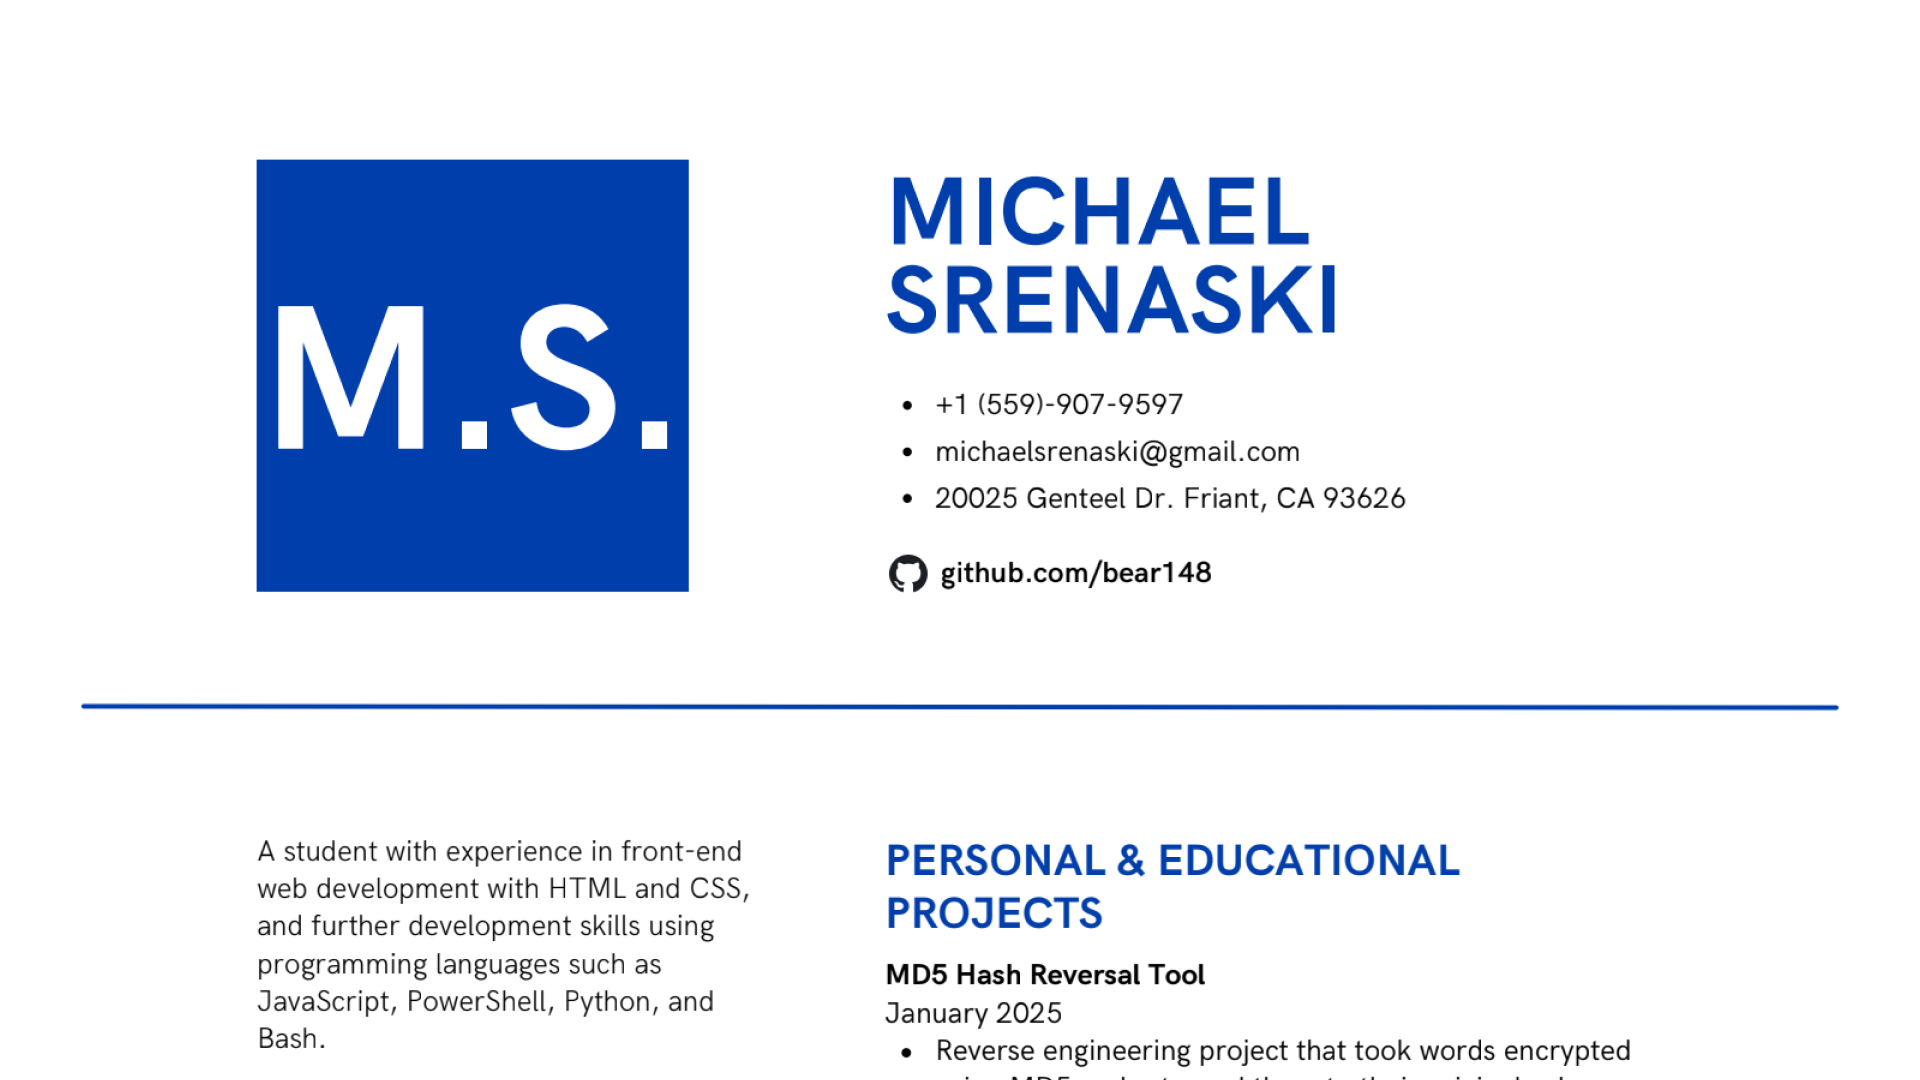 M.S.
MICHAEL
SRENASKI
+1 (559)-907-9597
michaelsrenaski@gmail.com
20025 Genteel Dr. Friant, CA 93626
github.com/bear148
A student with experience in front-end
web development with HTML and CSS,
and further development skills using
programming languages such as
JavaScript, PowerShell, Python, and
Bash.
PERSONAL & EDUCATIONAL
PROJECTS
MD5 Hash Reversal Tool
January 2025
Reverse engineering project that took words encrypted